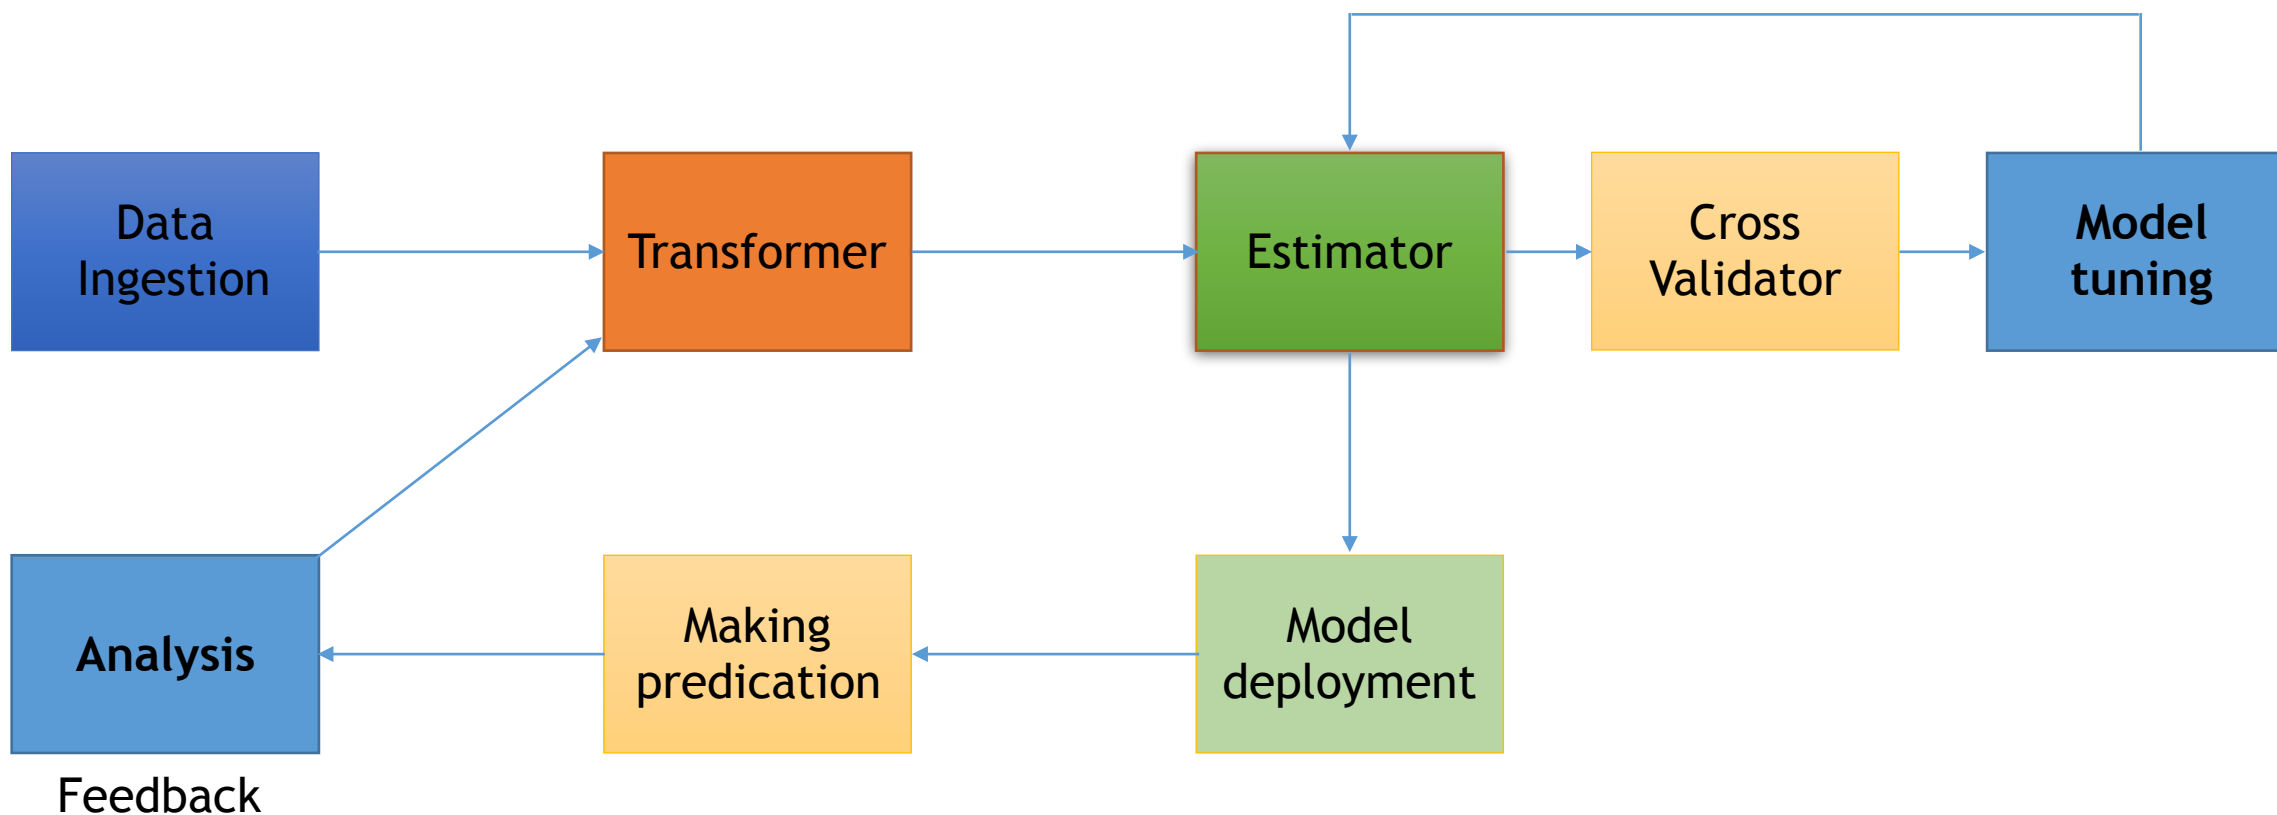 Data
Ingestion
Transformer
Estimator
Cross
Validator
Model
tuning
Analysis
Making
predication
Model
deployment
Feedback